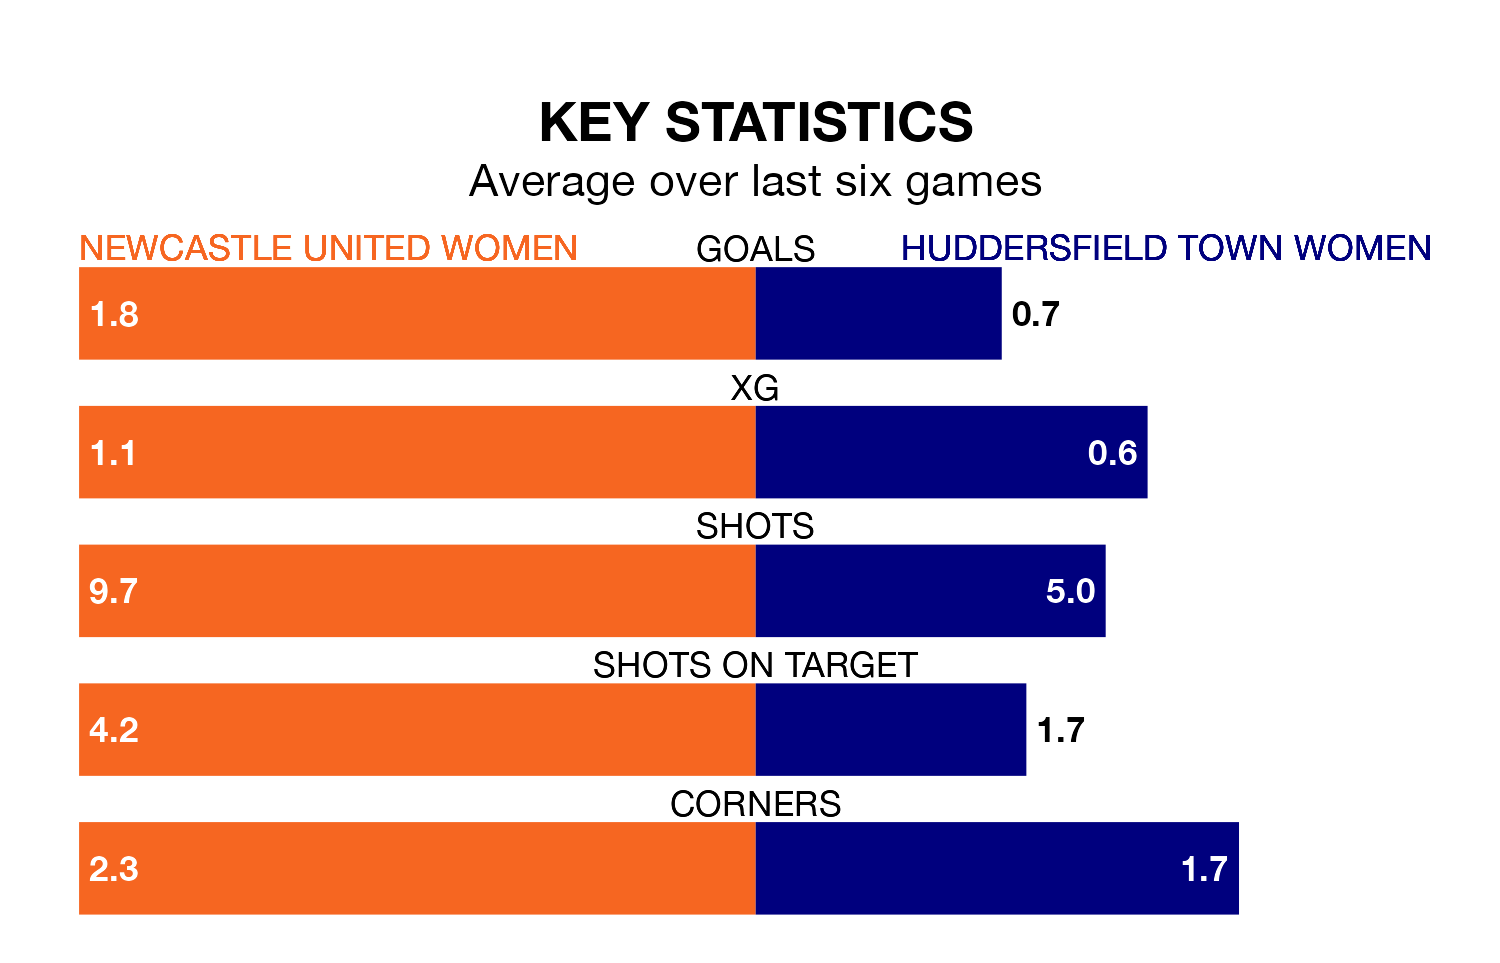 KEY STATISTICS
Average over last six games
NEWCASTLE UNITED WOMEN GOALS HUDDERSFIELD TOWN WOMEN
1.8 0.7
XG
1.1 0.6
SHOTS
9.7 5.0
SHOTS ON TARGET
4.2 1.7
CORNERS
2.3 1.7